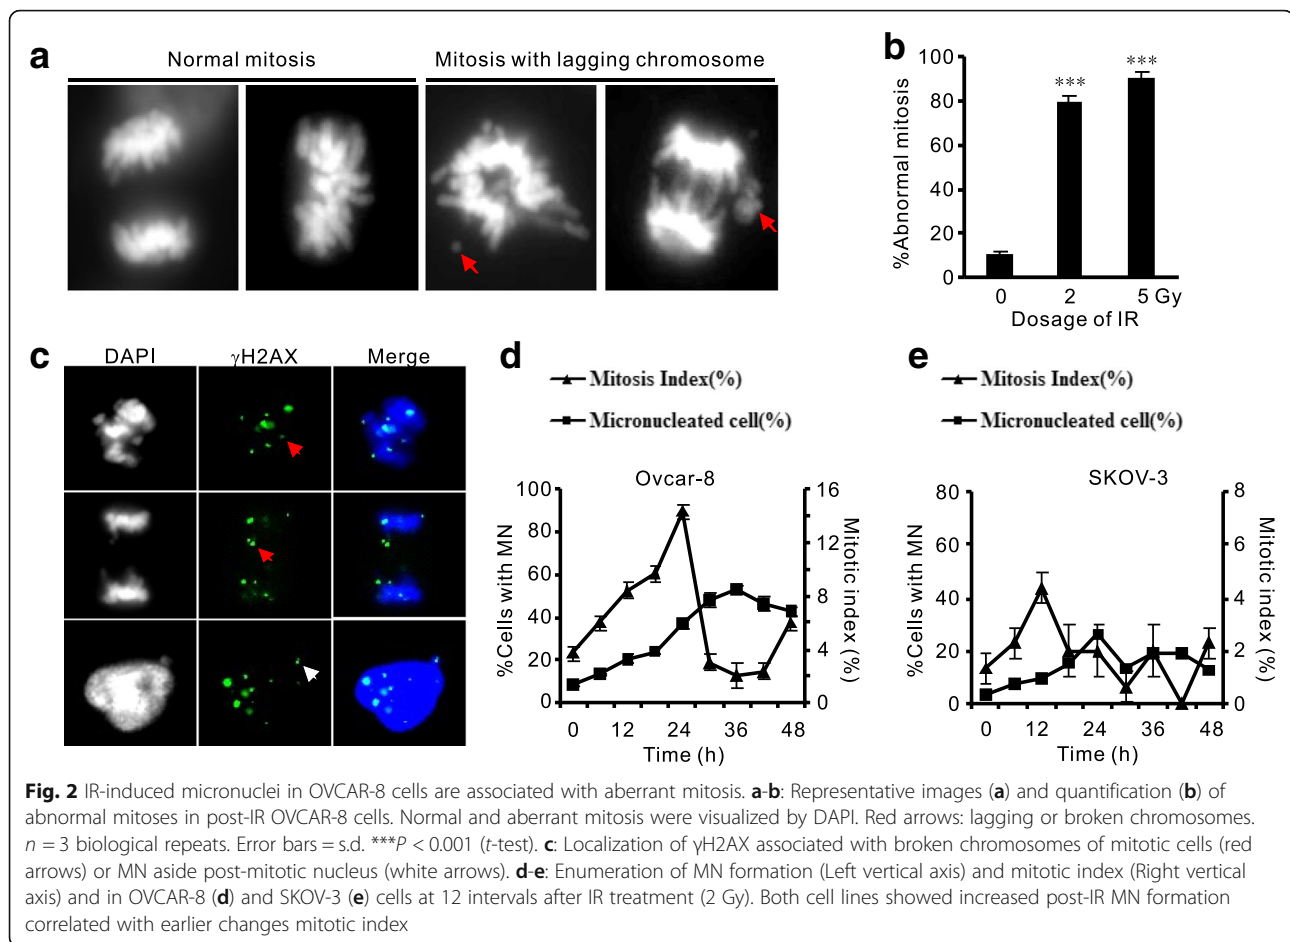 a
Normal mitosis
Mitosis with lagging chromosome
b
%Abnormal mitosis
100
80
60
40
20
0
***
***
0 2 5 Gy
Dosage of IR
c
DAPI γH2AX Merge
d
Mitosis Index(%)
Micronucleated cell(%)
Ovcar-8
%Cells with MN
100
80
60
40
20
0
16
14
12
10
8
6
4
2
0
Mitotic index (%)
0 12 24 36 48
Time (h)
e
Mitosis Index(%)
Micronucleated cell(%)
SKOV-3
%Cells with MN
80
60
40
20
0
8
6
4
2
0
Mitotic index (%)
0 12 24 36 48
Time (h)
Fig. 2 IR-induced micronuclei in OVCAR-8 cells are associated with aberrant mitosis. a-b: Representative images (a) and quantification (b) of
abnormal mitoses in post-IR OVCAR-8 cells. Normal and aberrant mitosis were visualized by DAPI. Red arrows: lagging or broken chromosomes.
n = 3 biological repeats. Error bars = s.d. ***P < 0.001 (t-test). c: Localization of γH2AX associated with broken chromosomes of mitotic cells (red
arrows) or MN aside post-mitotic nucleus (white arrows). d-e: Enumeration of MN formation (Left vertical axis) and mitotic index (Right vertical
axis) and in OVCAR-8 (d) and SKOV-3 (e) cells at 12 intervals after IR treatment (2 Gy). Both cell lines showed increased post-IR MN formation
correlated with earlier changes mitotic index